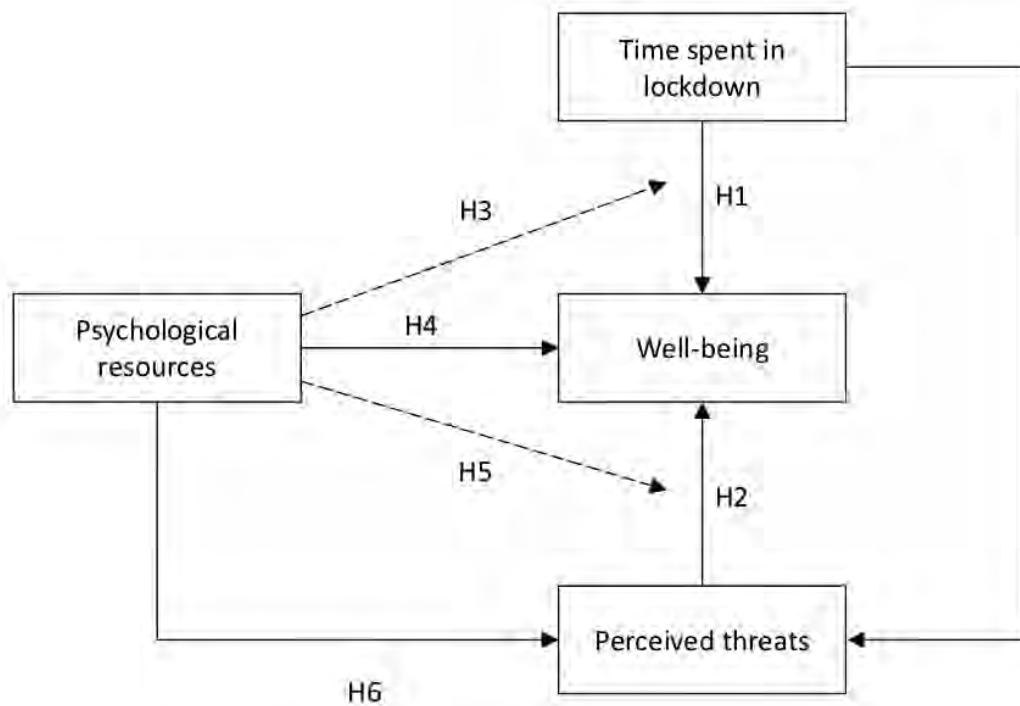 Time spent in
lockdown
H1
H3
Psychological
resources
H4
Well-being
H5
H2
Perceived threats
H6